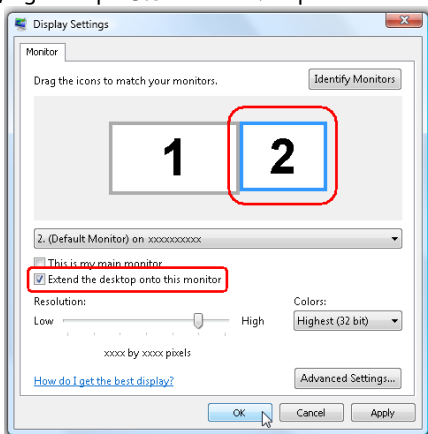 Display Settings
Monitor
Drag the icons to match your monitors.
Identify Monitors
1 2
2. (Default Monitor) on xxxxxxxxxx
This is my main monitor
Extend the desktop onto this monitor
Resolution: Colors:
Low High Highest (32 bit)
xxxx by xxxx pixels
How do I get the best display? Advanced Settings...
OK Cancel Apply